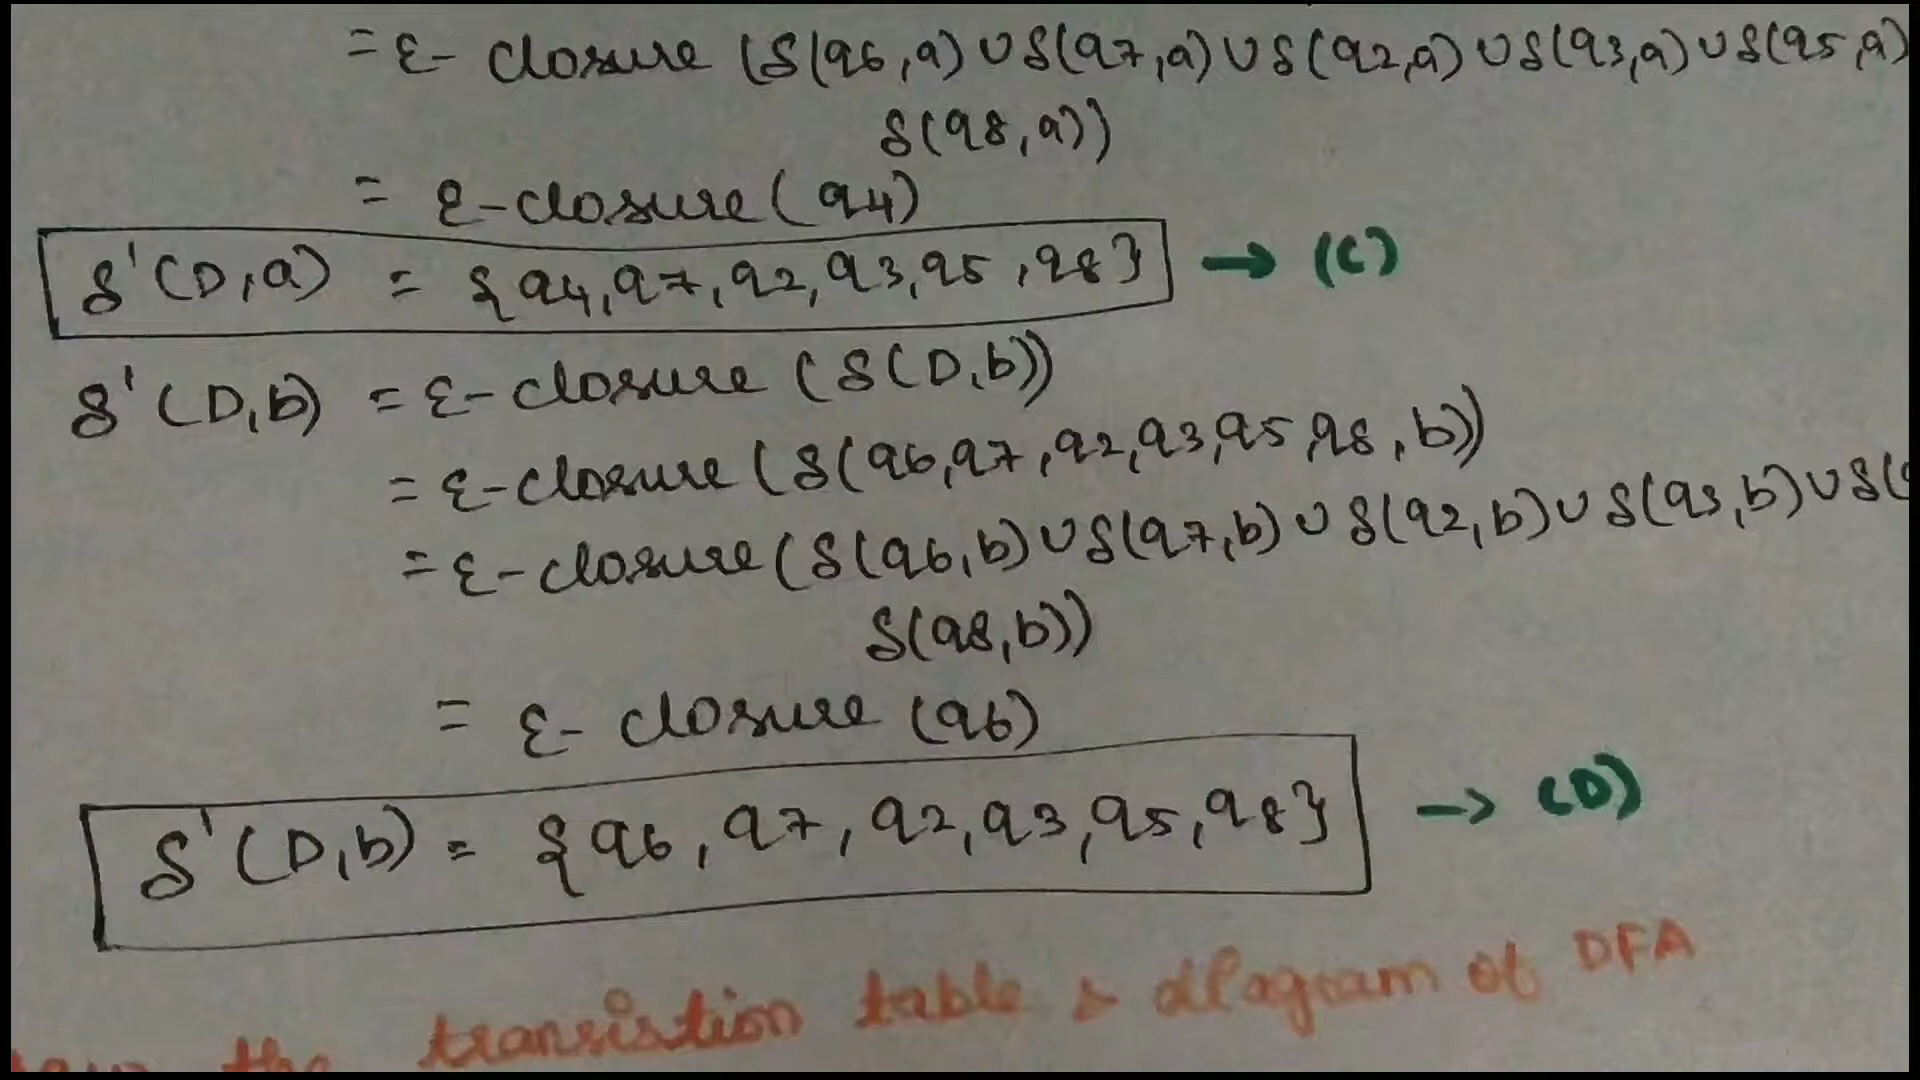 = ε- closure (δ(q6,a) ∪ δ(q7,a) ∪ δ(q2,a) ∪ δ(q3,a) ∪ δ(q5,a)
δ(q8,a))
= ε-closure (q4)
δ'(D,a) = {q4,q7,q2,q3,q5,q8} → (C)
δ'(D,b) = ε-closure (δ(D,b))
= ε-closure (δ(q6,q7,q2,q3,q5,q8,b))
= ε-closure (δ(q6,b) ∪ δ(q7,b) ∪ δ(q2,b) ∪ δ(q3,b) ∪ δ(
δ(q8,b))
= ε- closure (q6)
δ'(D,b) = {q6,q7,q2,q3,q5,q8} → (D)
the transistion table & diagram of DFA